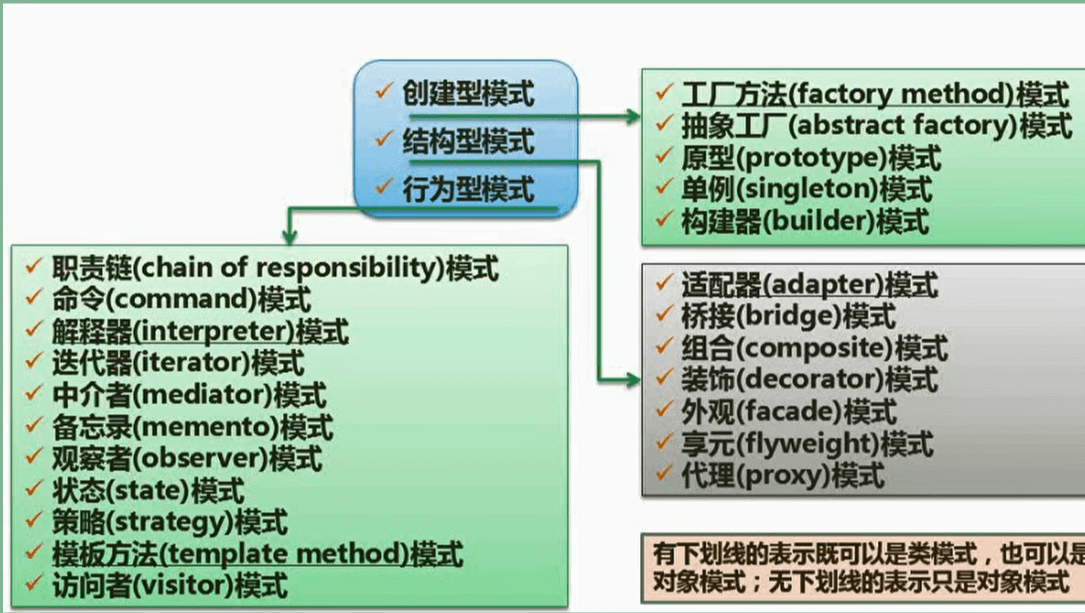 创建型模式
结构型模式
行为型模式
工厂方法(factory method)模式
抽象工厂(abstract factory)模式
原型(prototype)模式
单例(singleton)模式
构建器(builder)模式
职责链(chain of responsibility)模式
命令(command)模式
解释器(interpreter)模式
迭代器(iterator)模式
中介者(mediator)模式
备忘录(memento)模式
观察者(observer)模式
状态(state)模式
策略(strategy)模式
模板方法(template method)模式
访问者(visitor)模式
适配器(adapter)模式
桥接(bridge)模式
组合(composite)模式
装饰(decorator)模式
外观(facade)模式
享元(flyweight)模式
代理(proxy)模式
有下划线的表示既可以是类模式，也可以是
对象模式；无下划线的表示只是对象模式